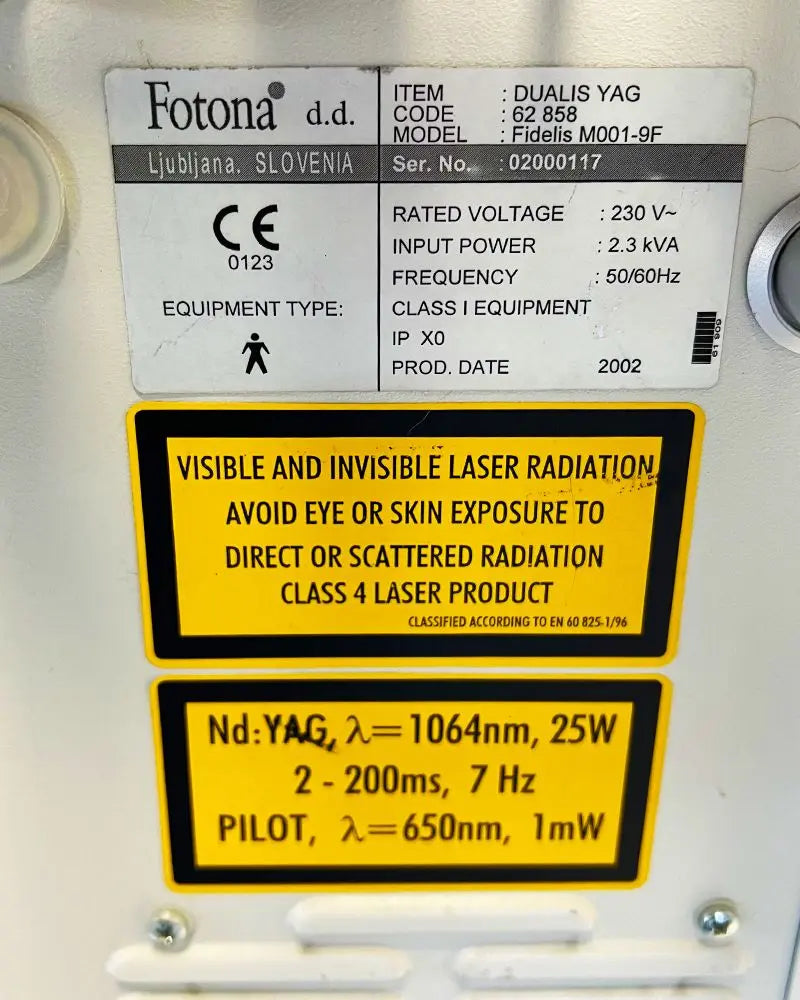 Fotona d.d.
Ljubljana, SLOVENIA
CE
0123
EQUIPMENT TYPE:
ITEM : DUALIS YAG
CODE : 62 858
MODEL : Fidelis M001-9F
Ser. No. : 02000117
RATED VOLTAGE : 230 V~
INPUT POWER : 2.3 kVA
FREQUENCY : 50/60Hz
CLASS I EQUIPMENT
IP X0
PROD. DATE 2002
61 909
VISIBLE AND INVISIBLE LASER RADIATION
AVOID EYE OR SKIN EXPOSURE TO
DIRECT OR SCATTERED RADIATION
CLASS 4 LASER PRODUCT
CLASSIFIED ACCORDING TO EN 60 825-1/96
Nd:YAG, λ=1064nm, 25W
2 - 200ms, 7 Hz
PILOT, λ=650nm, 1mW